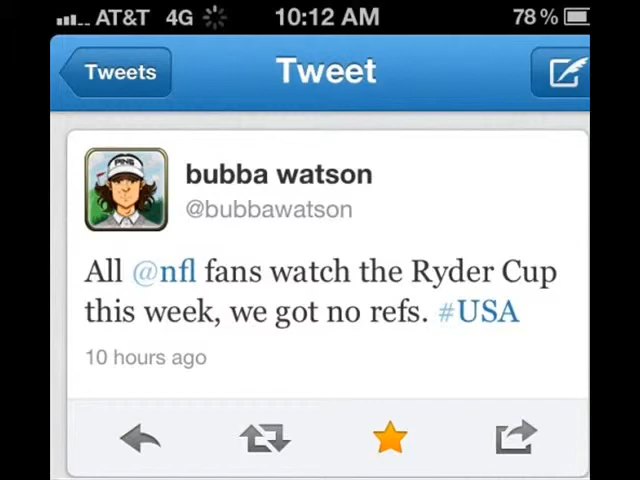 AT&T 4G 10:12 AM 78%
Tweets Tweet
PING
bubba watson
@bubbawatson
All @nfl fans watch the Ryder Cup
this week, we got no refs. #USA
10 hours ago